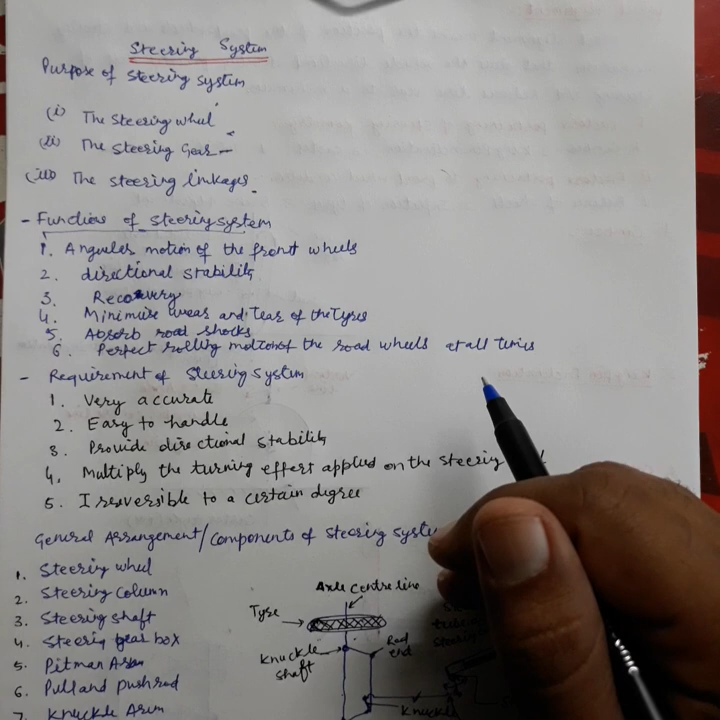 Steering System
Purpose of Steering System
(i) The Steering wheel
(ii) The Steering Gear
(iii) The Steering linkages.
- Functions of steering system
1. Angular motion of the front wheels
2. directional stability
3. Recovery
4. Minimise wear and Tear of the Tyres
5. Absorb road shocks
6. Perfect rolling motion of the road wheels at all times
- Requirement of Steering System
1. Very accurate
2. Easy to handle
3. Provide directional stability
4. Multiply the turning effort applied on the steering
5. Irreversible to a certain degree
General Arrangement/Components of Steering Syste
1. Steering wheel
2. Steering Column
3. Steering shaft
4. Steering gear box
5. Pitman Arm
6. Pull and push rod
7. Knuckle Arm
Axle Centre line
Tyre
Knuckle shaft
Rod end
Knuckle